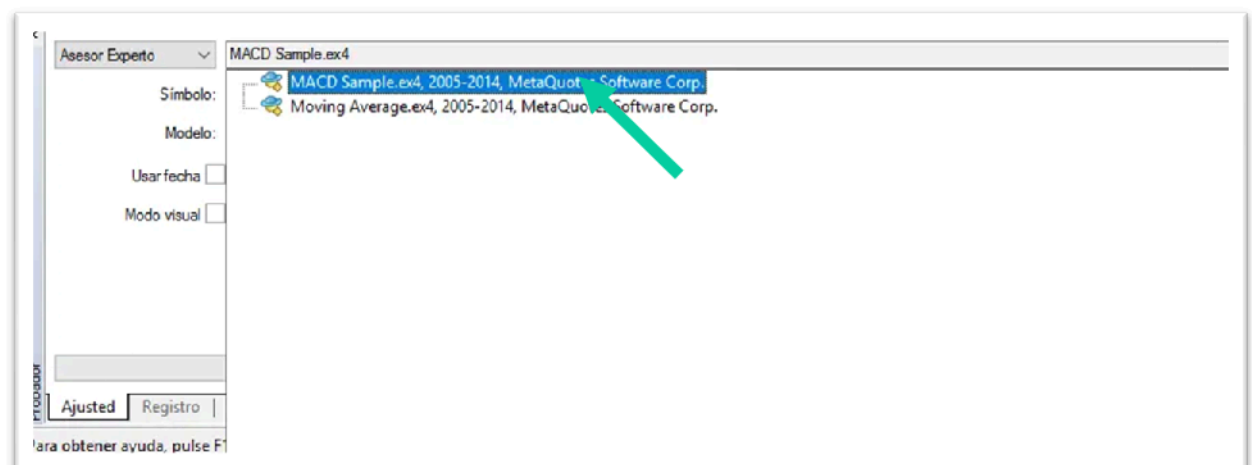 Asesor Experto MACD Sample.ex4
Símbolo: MACD Sample.ex4, 2005-2014, MetaQuotes Software Corp.
Moving Average.ex4, 2005-2014, MetaQuotes Software Corp.
Modelo:
Usar fecha
Modo visual
Probador
Ajusted Registro |
ara obtener ayuda, pulse F1